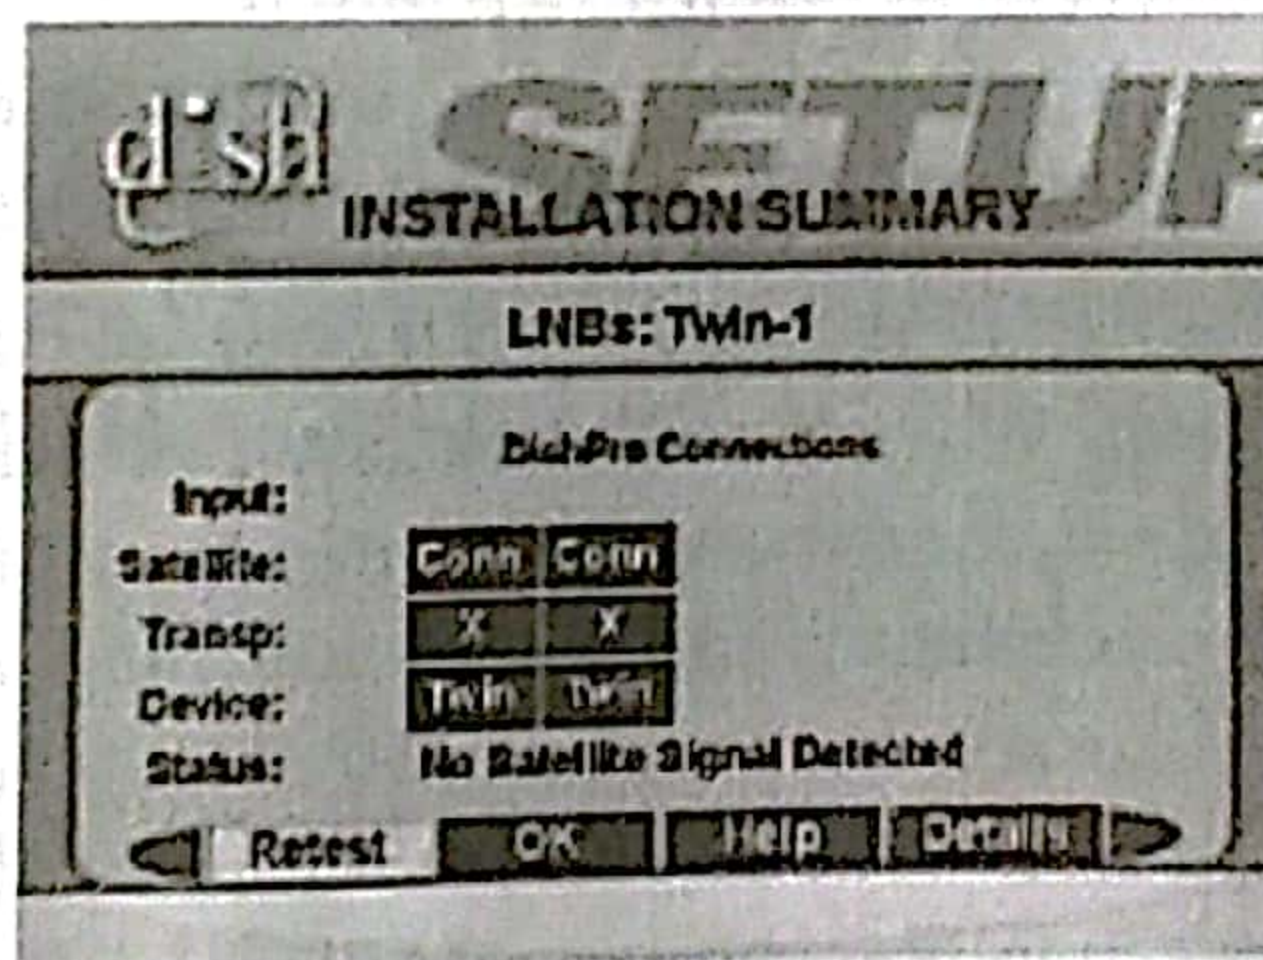 dish
SETUP
INSTALLATION SUMMARY
LNBs: Twin-1
DishPro Connections
Input:
Satellite: Conn Conn
Transp: X X
Device: Twin Twin
Status: No Satellite Signal Detected
Retest OK Help Details